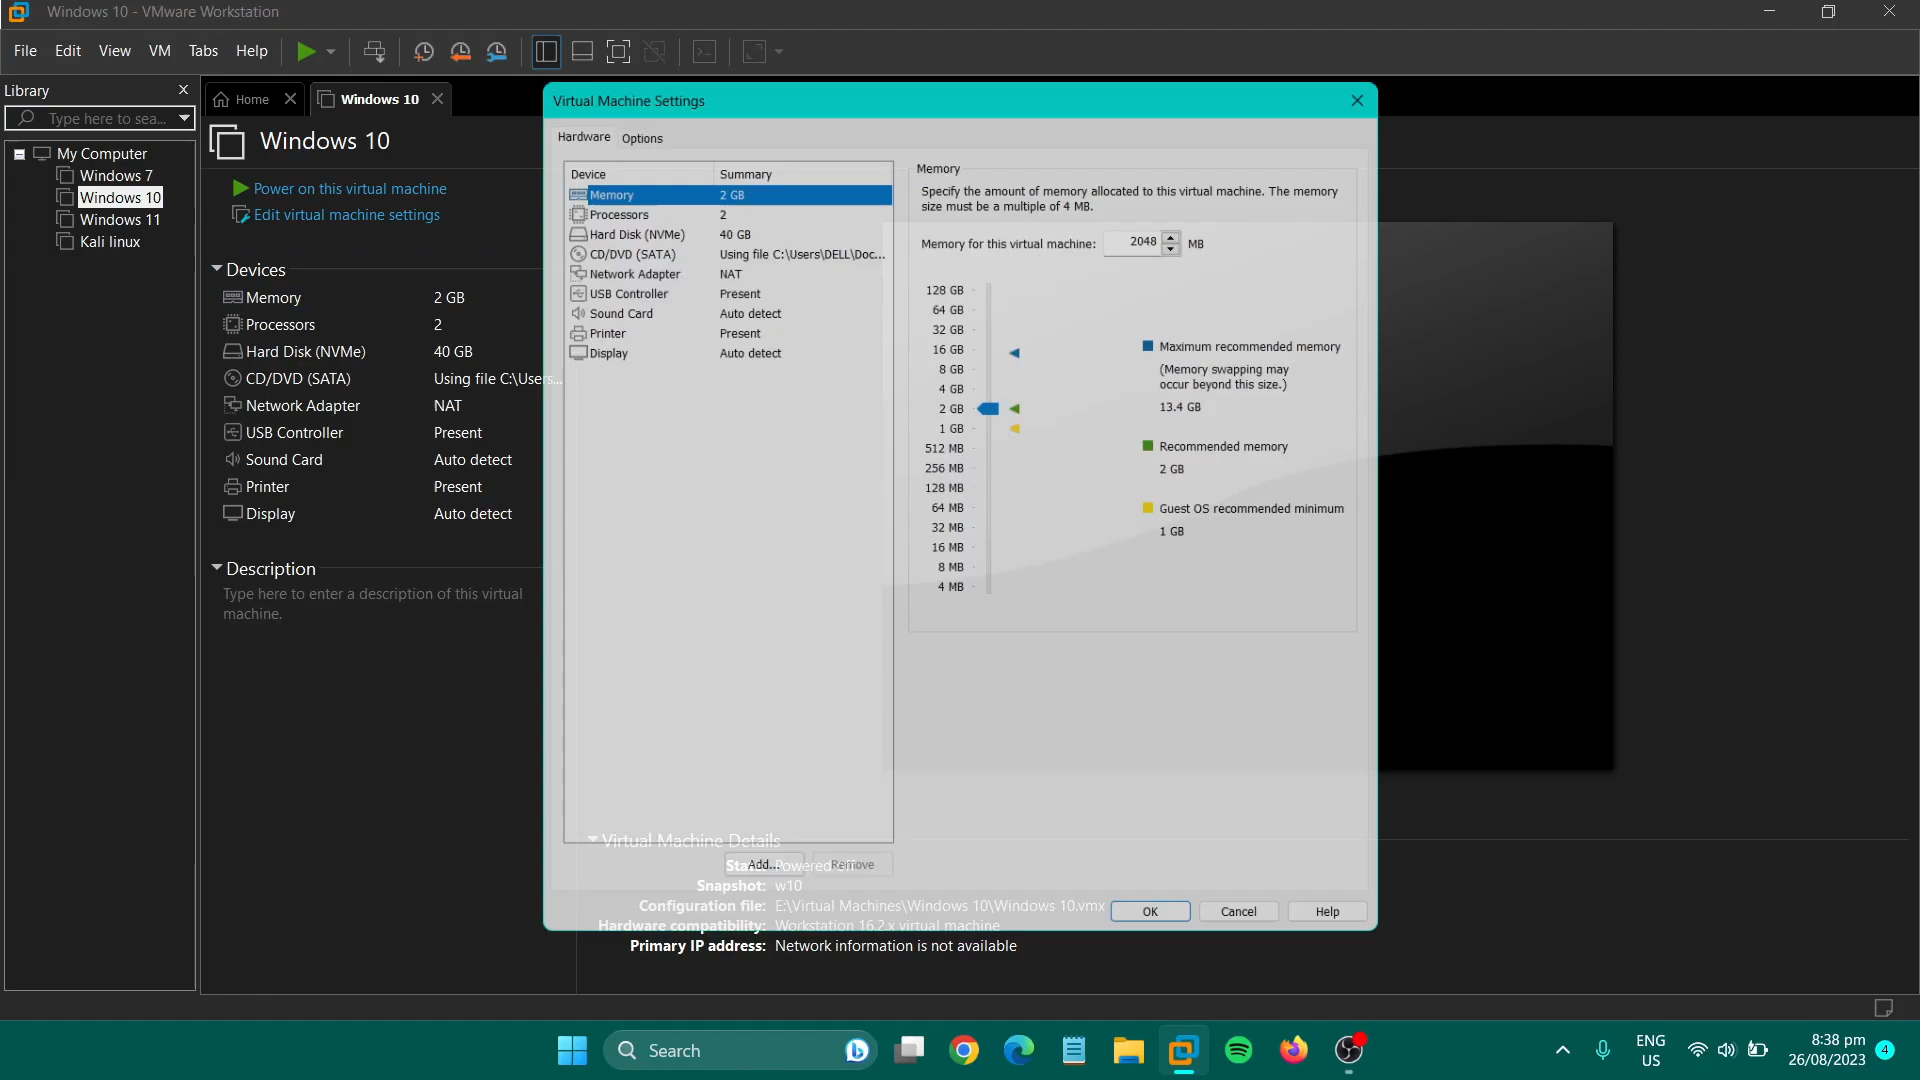 Windows 10 - VMware Workstation
File Edit View VM Tabs Help
Library
Type here to sea...
My Computer
Windows 7
Windows 10
Windows 11
Kali linux
Home
Windows 10
Windows 10
Power on this virtual machine
Edit virtual machine settings
Devices
Memory 2 GB
Processors 2
Hard Disk (NVMe) 40 GB
CD/DVD (SATA) Using file C:\Users...
Network Adapter NAT
USB Controller Present
Sound Card Auto detect
Printer Present
Display Auto detect
Description
Type here to enter a description of this virtual
machine.
Virtual Machine Settings
Hardware Options
Device Summary
Memory 2 GB
Processors 2
Hard Disk (NVMe) 40 GB
CD/DVD (SATA) Using file C:\Users\DELL\Doc...
Network Adapter NAT
USB Controller Present
Sound Card Auto detect
Printer Present
Display Auto detect
Add... Remove
Memory
Specify the amount of memory allocated to this virtual machine. The memory
size must be a multiple of 4 MB.
Memory for this virtual machine: 2048 MB
128 GB
64 GB
32 GB
16 GB
8 GB
4 GB
2 GB
1 GB
512 MB
256 MB
128 MB
64 MB
32 MB
16 MB
8 MB
4 MB
Maximum recommended memory
(Memory swapping may
occur beyond this size.)
13.4 GB
Recommended memory
2 GB
Guest OS recommended minimum
1 GB
OK Cancel Help
Virtual Machine Details
State: Powered off
Snapshot: w10
Configuration file: E:\Virtual Machines\Windows 10\Windows 10.vmx
Hardware compatibility: Workstation 16.2.x virtual machine
Primary IP address: Network information is not available
Search
ENG
US
8:38 pm
26/08/2023
4